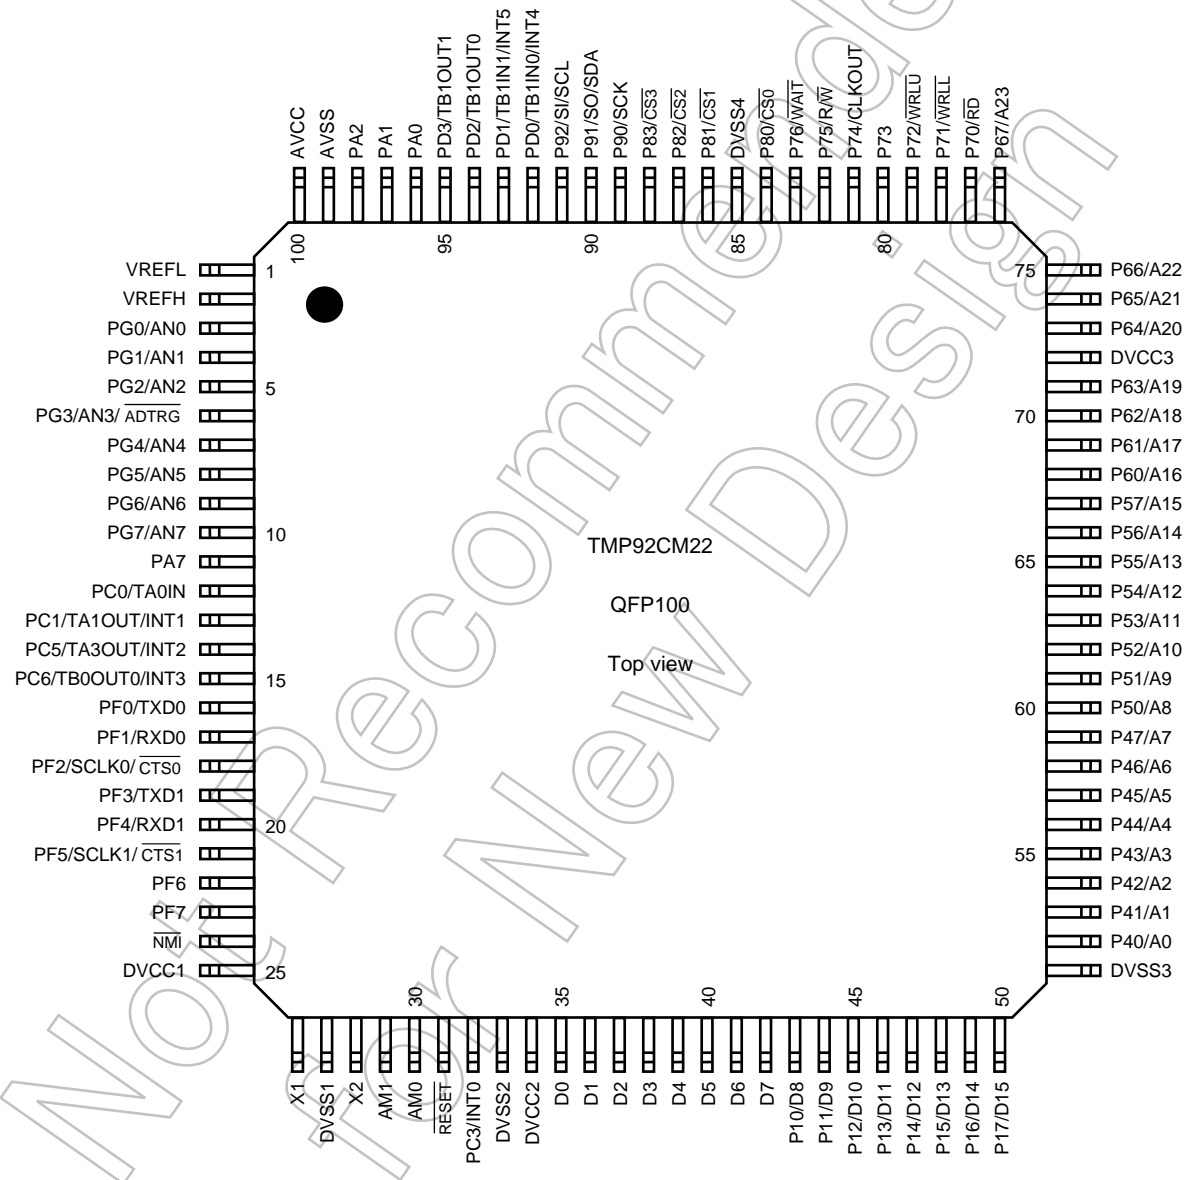 AVCC
AVSS
PA2
PA1
PA0
PD3/TB1OUT1
PD2/TB1OUT0
PD1/TB1IN1/INT5
PD0/TB1IN0/INT4
P92/SI/SCL
P91/SO/SDA
P90/SCK
P83/CS3
P82/CS2
P81/CS1
DVSS4
P80/CS0
P76/WAIT
P75/R/W
P74/CLKOUT
P73
P72/WRLU
P71/WRLL
P70/RD
P67/A23
100
95
90
85
80
VREFL
1
VREFH
PG0/AN0
PG1/AN1
PG2/AN2
5
PG3/AN3/ ADTRG
PG4/AN4
PG5/AN5
PG6/AN6
PG7/AN7
10
PA7
PC0/TA0IN
PC1/TA1OUT/INT1
PC5/TA3OUT/INT2
PC6/TB0OUT0/INT3
15
PF0/TXD0
PF1/RXD0
PF2/SCLK0/ CTS0
PF3/TXD1
PF4/RXD1
20
PF5/SCLK1/ CTS1
PF6
PF7
NMI
DVCC1
25
TMP92CM22
QFP100
Top view
75
P66/A22
P65/A21
P64/A20
DVCC3
P63/A19
70
P62/A18
P61/A17
P60/A16
P57/A15
P56/A14
65
P55/A13
P54/A12
P53/A11
P52/A10
P51/A9
60
P50/A8
P47/A7
P46/A6
P45/A5
P44/A4
55
P43/A3
P42/A2
P41/A1
P40/A0
DVSS3
30
35
40
45
50
X1
DVSS1
X2
AM1
AM0
RESET
PC3/INT0
DVSS2
DVCC2
D0
D1
D2
D3
D4
D5
D6
D7
P10/D8
P11/D9
P12/D10
P13/D11
P14/D12
P15/D13
P16/D14
P17/D15
Not Recommende
for New Design